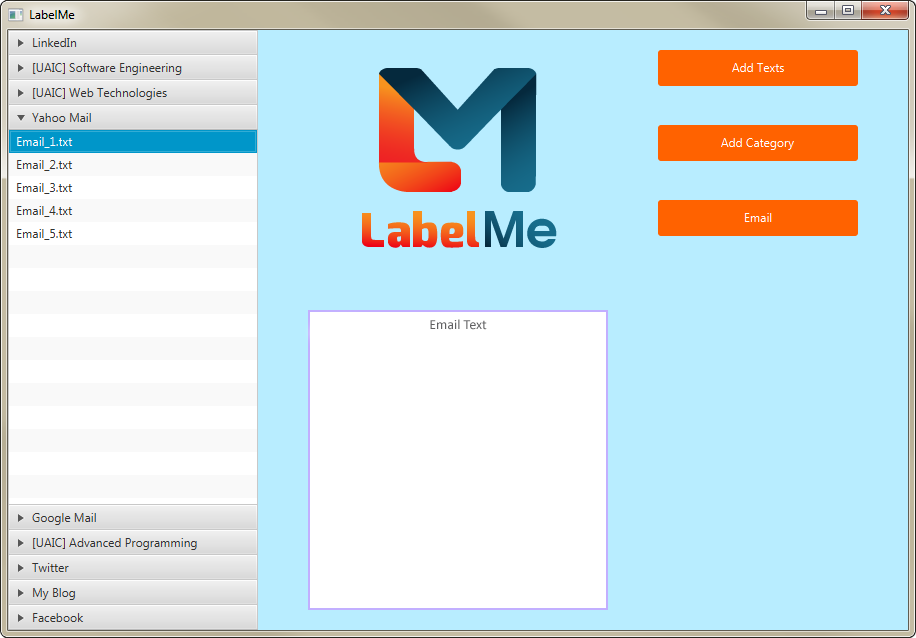 LabelMe
LinkedIn
[UAIC] Software Engineering
[UAIC] Web Technologies
Yahoo Mail
Email_1.txt
Email_2.txt
Email_3.txt
Email_4.txt
Email_5.txt
Google Mail
[UAIC] Advanced Programming
Twitter
My Blog
Facebook
LabelMe
Email Text
Add Texts
Add Category
Email